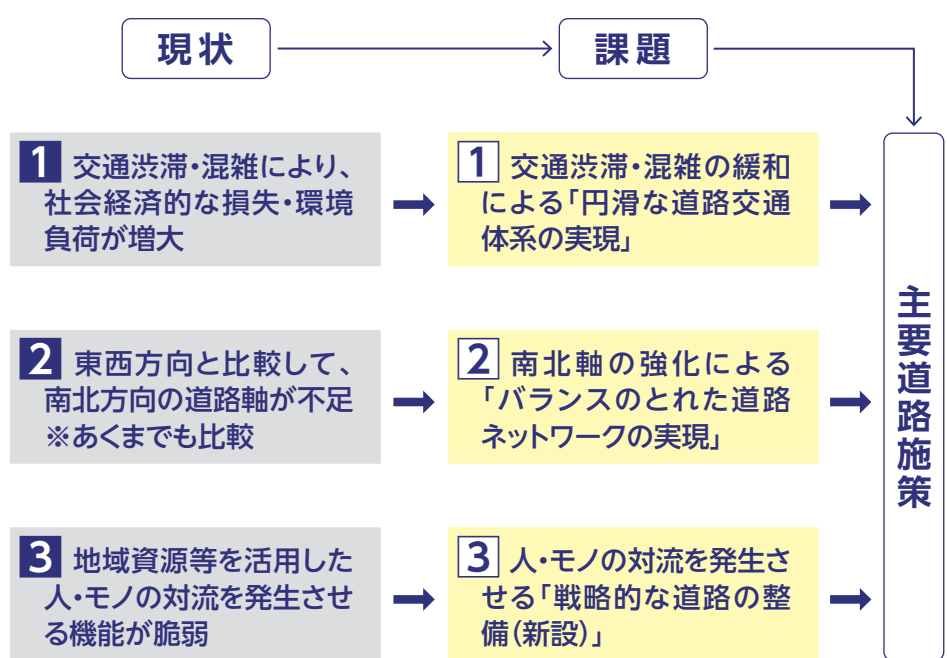 現状
課題
1 交通渋滞・混雑により、
社会経済的な損失・環境
負荷が増大
1 交通渋滞・混雑の緩和
による「円滑な道路交通
体系の実現」
2 東西方向と比較して、
南北方向の道路軸が不足
※あくまでも比較
2 南北軸の強化による
「バランスのとれた道路
ネットワークの実現」
3 地域資源等を活用した
人・モノの対流を発生させ
る機能が脆弱
3 人・モノの対流を発生さ
せる「戦略的な道路の整
備(新設)」
主要道路施策